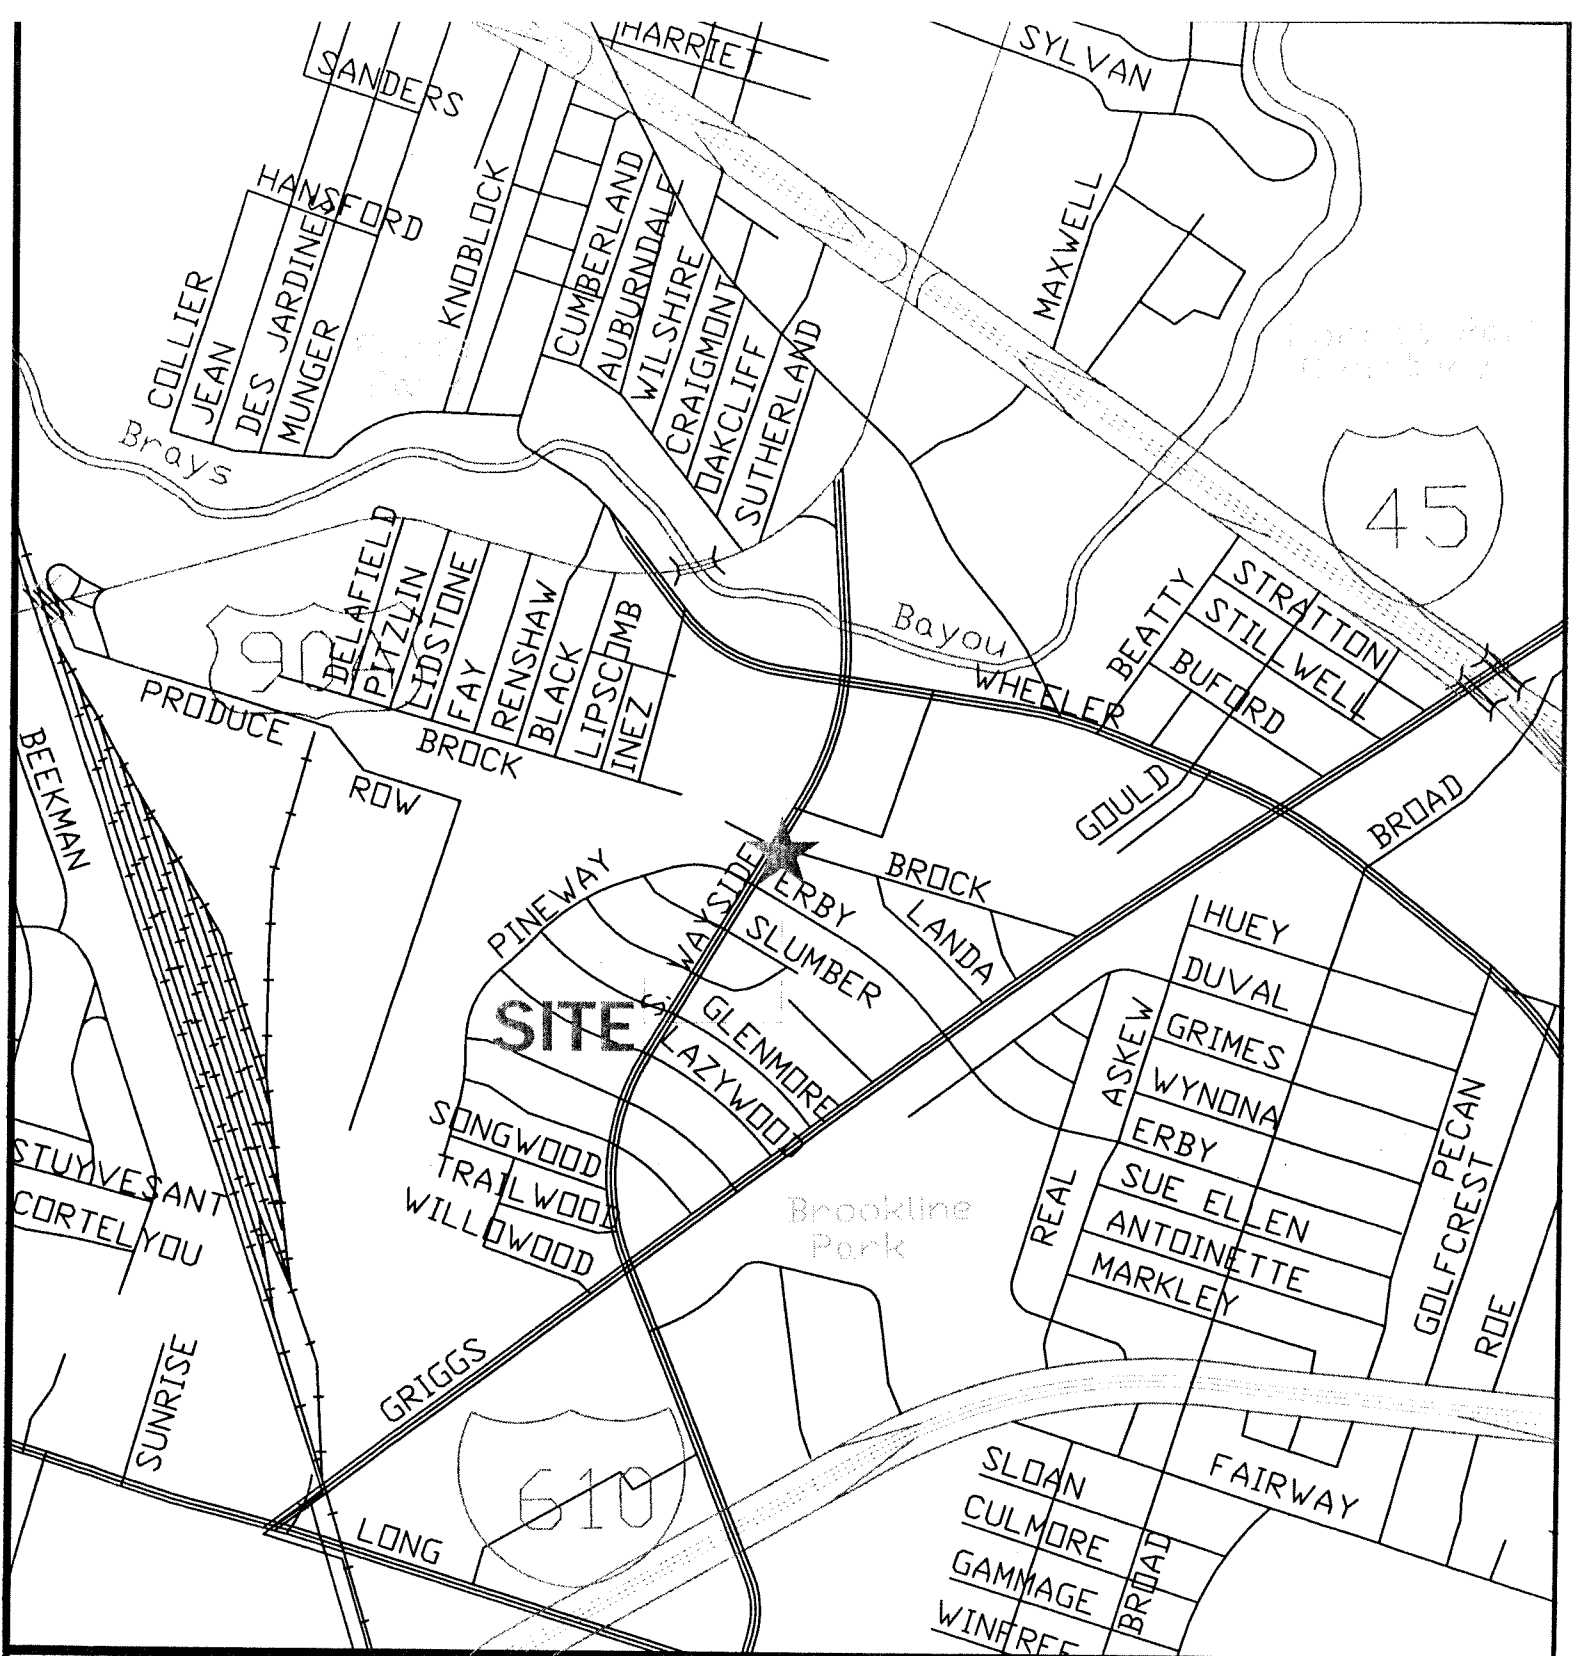 HARRIET
SYLVAN
SANDERS
HANSFORD
KNOBLOCK
CUMBERLAND
AUBURNDALE
WILSHIRE
CRAIGMONT
OAKCLIFF
SUTHERLAND
MAXWELL
COLLIER
JEAN
DES JARDINES
MUNGER
Brays
45
DELAFIELD
PITZLIN
LIDSTONE
FAY
RENSHAW
BLACK
LIPSCOMB
INEZ
Bayou
BEATTY
STRATTON
STILLWELL
BUFORD
90
WHEELER
PRODUCE
ROW
BROCK
BEEKMAN
GOULD
BROAD
PINEWAY
S WAYSIDE
ERBY
BROCK
SLUMBER
LANDA
HUEY
DUVAL
GRIMES
WYNONA
ERBY
SUE ELLEN
ANTOINETTE
MARKLEY
SITE
GLENMORE
LAZYWOOD
ASKEW
REAL
PECAN
GOLFCREST
ROE
SONGWOOD
TRAILWOOD
WILLOWOOD
STUYVESANT
CORTELYOU
Brookline
Park
SUNRISE
GRIGGS
610
LONG
SLOAN
CULMORE
GAMMAGE
WINFREE
BROAD
FAIRWAY